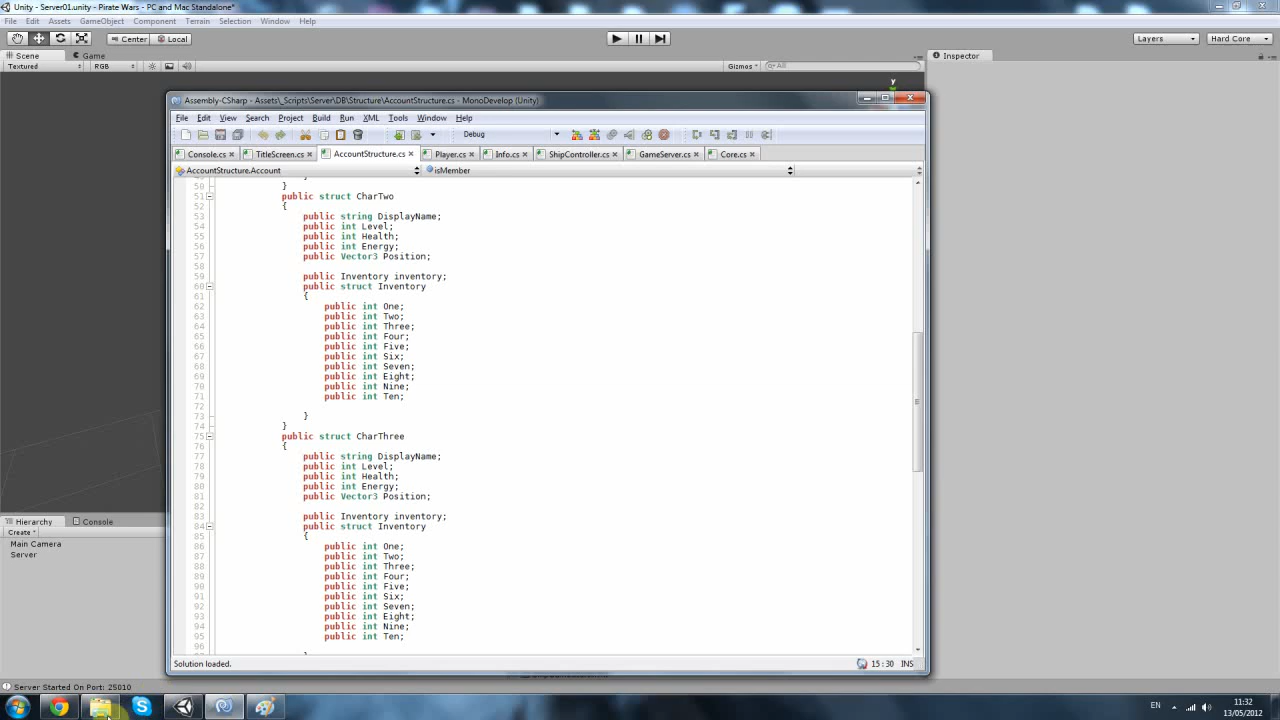 Unity - Server01.unity - Pirate Wars - PC and Mac Standalone*
File Edit Assets GameObject Component Terrain Selection Window Help
Center Local Layers Hard Core
Scene Game Inspector
Textured RGB Gizmos All
y
Assembly-CSharp - Assets\_Scripts\Server\DB\Structure\AccountStructure.cs - MonoDevelop (Unity)
File Edit View Search Project Build Run XML Tools Window Help
Debug
Console.cs TitleScreen.cs AccountStructure.cs Player.cs Info.cs ShipController.cs GameServer.cs Core.cs
AccountStructure.Account isMember
50 }
51 public struct CharTwo
52 {
53 public string DisplayName;
54 public int Level;
55 public int Health;
56 public int Energy;
57 public Vector3 Position;
58
59 public Inventory inventory;
60 public struct Inventory
61 {
62 public int One;
63 public int Two;
64 public int Three;
65 public int Four;
66 public int Five;
67 public int Six;
68 public int Seven;
69 public int Eight;
70 public int Nine;
71 public int Ten;
72
73 }
74 }
75 public struct CharThree
76 {
77 public string DisplayName;
78 public int Level;
79 public int Health;
80 public int Energy;
81 public Vector3 Position;
82
83 public Inventory inventory;
84 public struct Inventory
85 {
86 public int One;
87 public int Two;
88 public int Three;
89 public int Four;
90 public int Five;
91 public int Six;
92 public int Seven;
93 public int Eight;
94 public int Nine;
95 public int Ten;
96
Solution loaded. 15 : 30 INS
Hierarchy Console
Create
Main Camera
Server
Server Started On Port: 25010
EN 11:32
13/05/2012